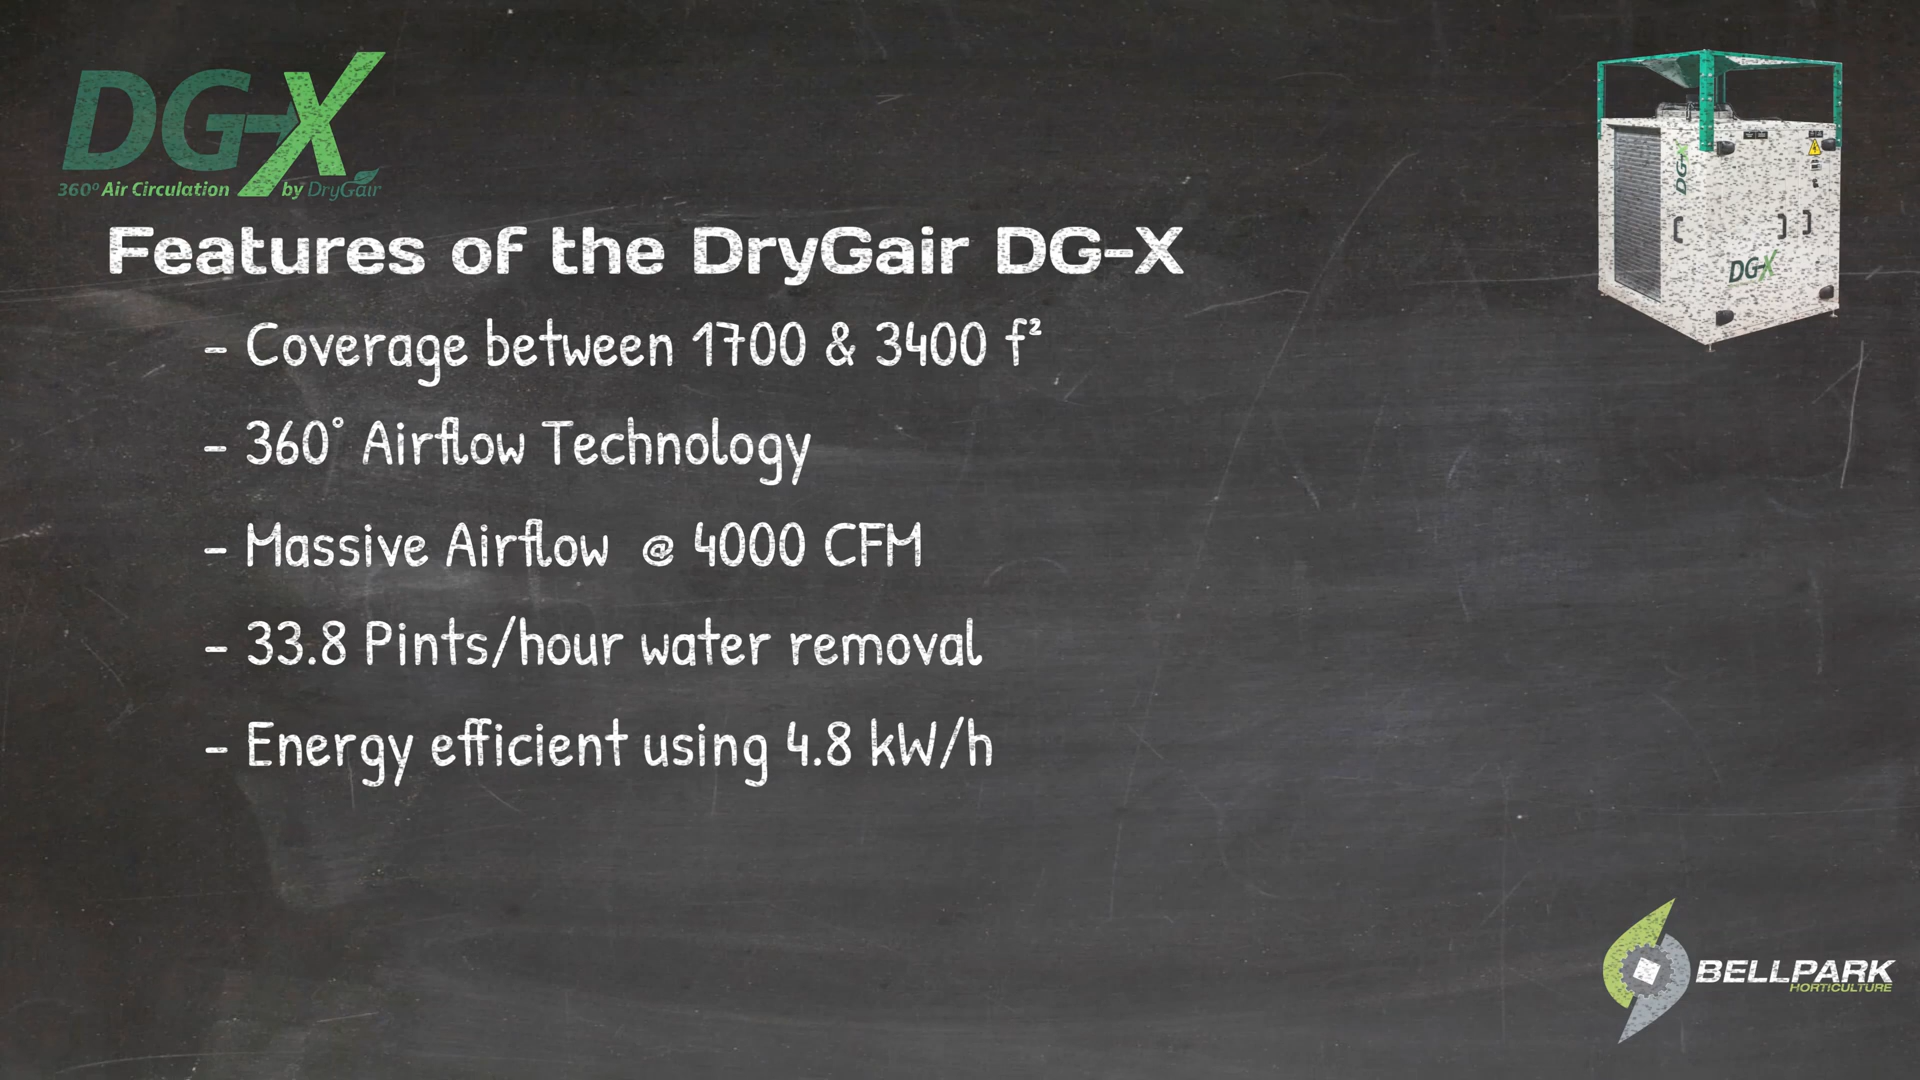 DG-X
360° Air Circulation by DryGair
Features of the DryGair DG-X
- Coverage between 1700 & 3400 f²
- 360° Airflow Technology
- Massive Airflow @ 4000 CFM
- 33.8 Pints/hour water removal
- Energy efficient using 4.8 kW/h
DG-X
DG-X
BELLPARK
HORTICULTURE